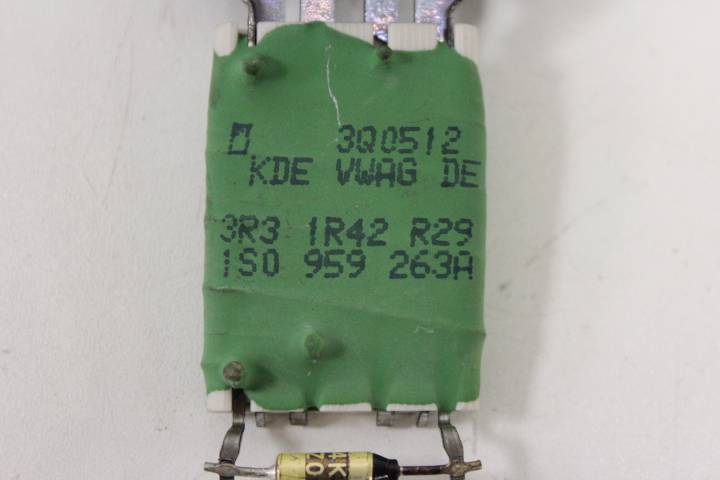 3Q0512
KDE VWAG DE
3R3 1R42 R29
1S0 959 263A